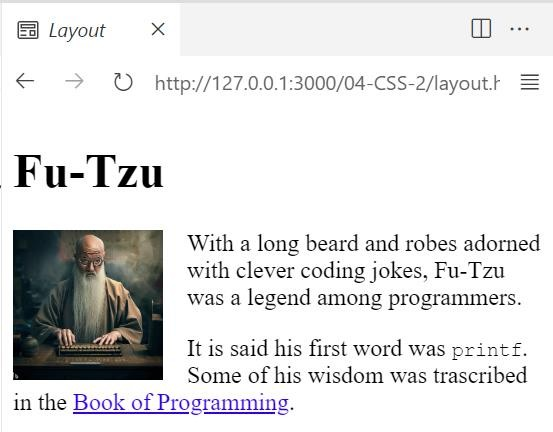 Layout
http://127.0.0.1:3000/04-CSS-2/layout.h
Fu-Tzu
With a long beard and robes adorned
with clever coding jokes, Fu-Tzu
was a legend among programmers.
It is said his first word was printf.
Some of his wisdom was trascribed
in the Book of Programming.